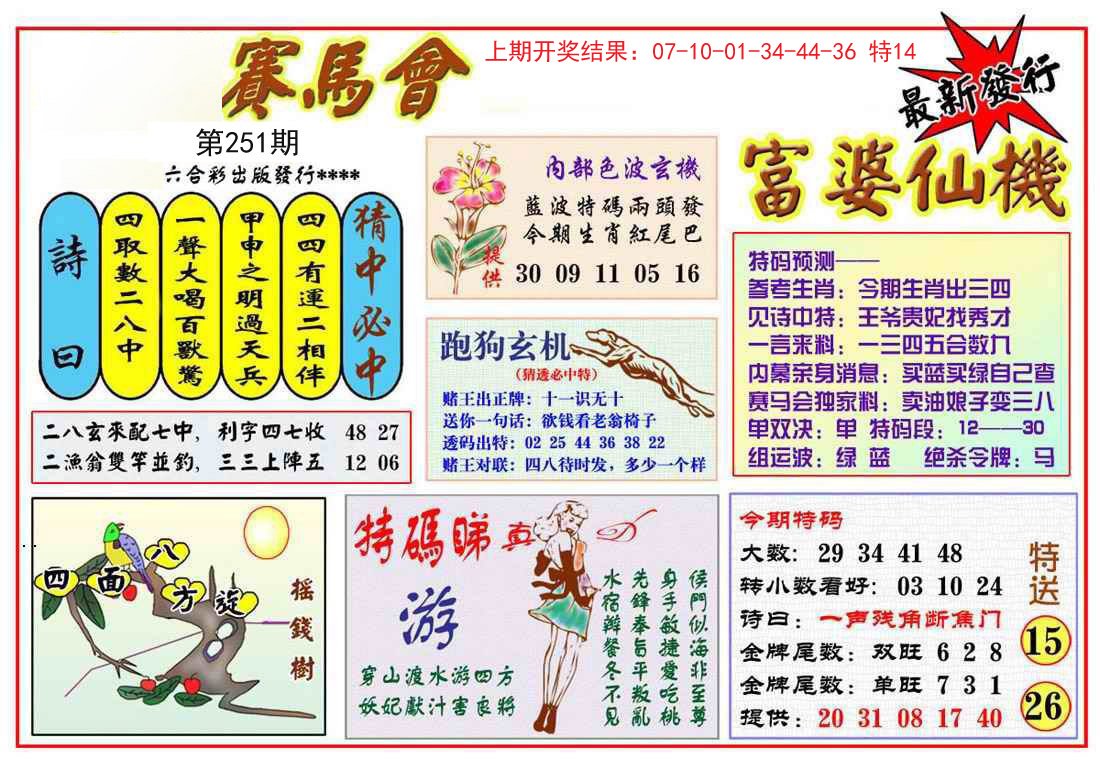 賽馬會
上期开奖结果：07-10-01-34-44-36 特14
最新發行
第251期
六合彩出版發行****
富婆仙機
詩曰
四取數二八中
一聲大喝百獸驚
甲申之明過天兵
四四有運二相伴
猜中必中
二八玄來配七中，利字四七收 48 27
二漁翁雙竿並釣，三三上陣五 12 06
内部色波玄機
藍波特碼兩頭發
今期生肖紅尾巴
提供
30 09 11 05 16
跑狗玄机
（猜透必中特）
赌王出正牌：十一识无十
送你一句话：欲钱看老翁椅子
透码出特：02 25 44 36 38 22
赌王对联：四八待时发，多少一个样
特码预测——
参考生肖：今期生肖出三四
见诗中特：王爷贵妃找秀才
一言来料：一三四五合数九
内幕亲身消息：买蓝买绿自己查
赛马会独家料：卖油娘子变三八
单双决：单 特码段：12——30
组运波：绿 蓝 绝杀令牌：马
四面八方旋
摇錢樹
特碼睇真D
游
穿山渡水游四方
妖妃獻汁害良將
侯門似海非至尊
身手敏捷愛吃桃
先鋒奉旨平叛亂
水宿辦餐冬不見
今期特码
大数：29 34 41 48
转小数看好：03 10 24
诗曰：一声残角断焦门
金牌尾数：双旺 6 2 8
金牌尾数：单旺 7 3 1
提供：20 31 08 17 40
特送
15
26